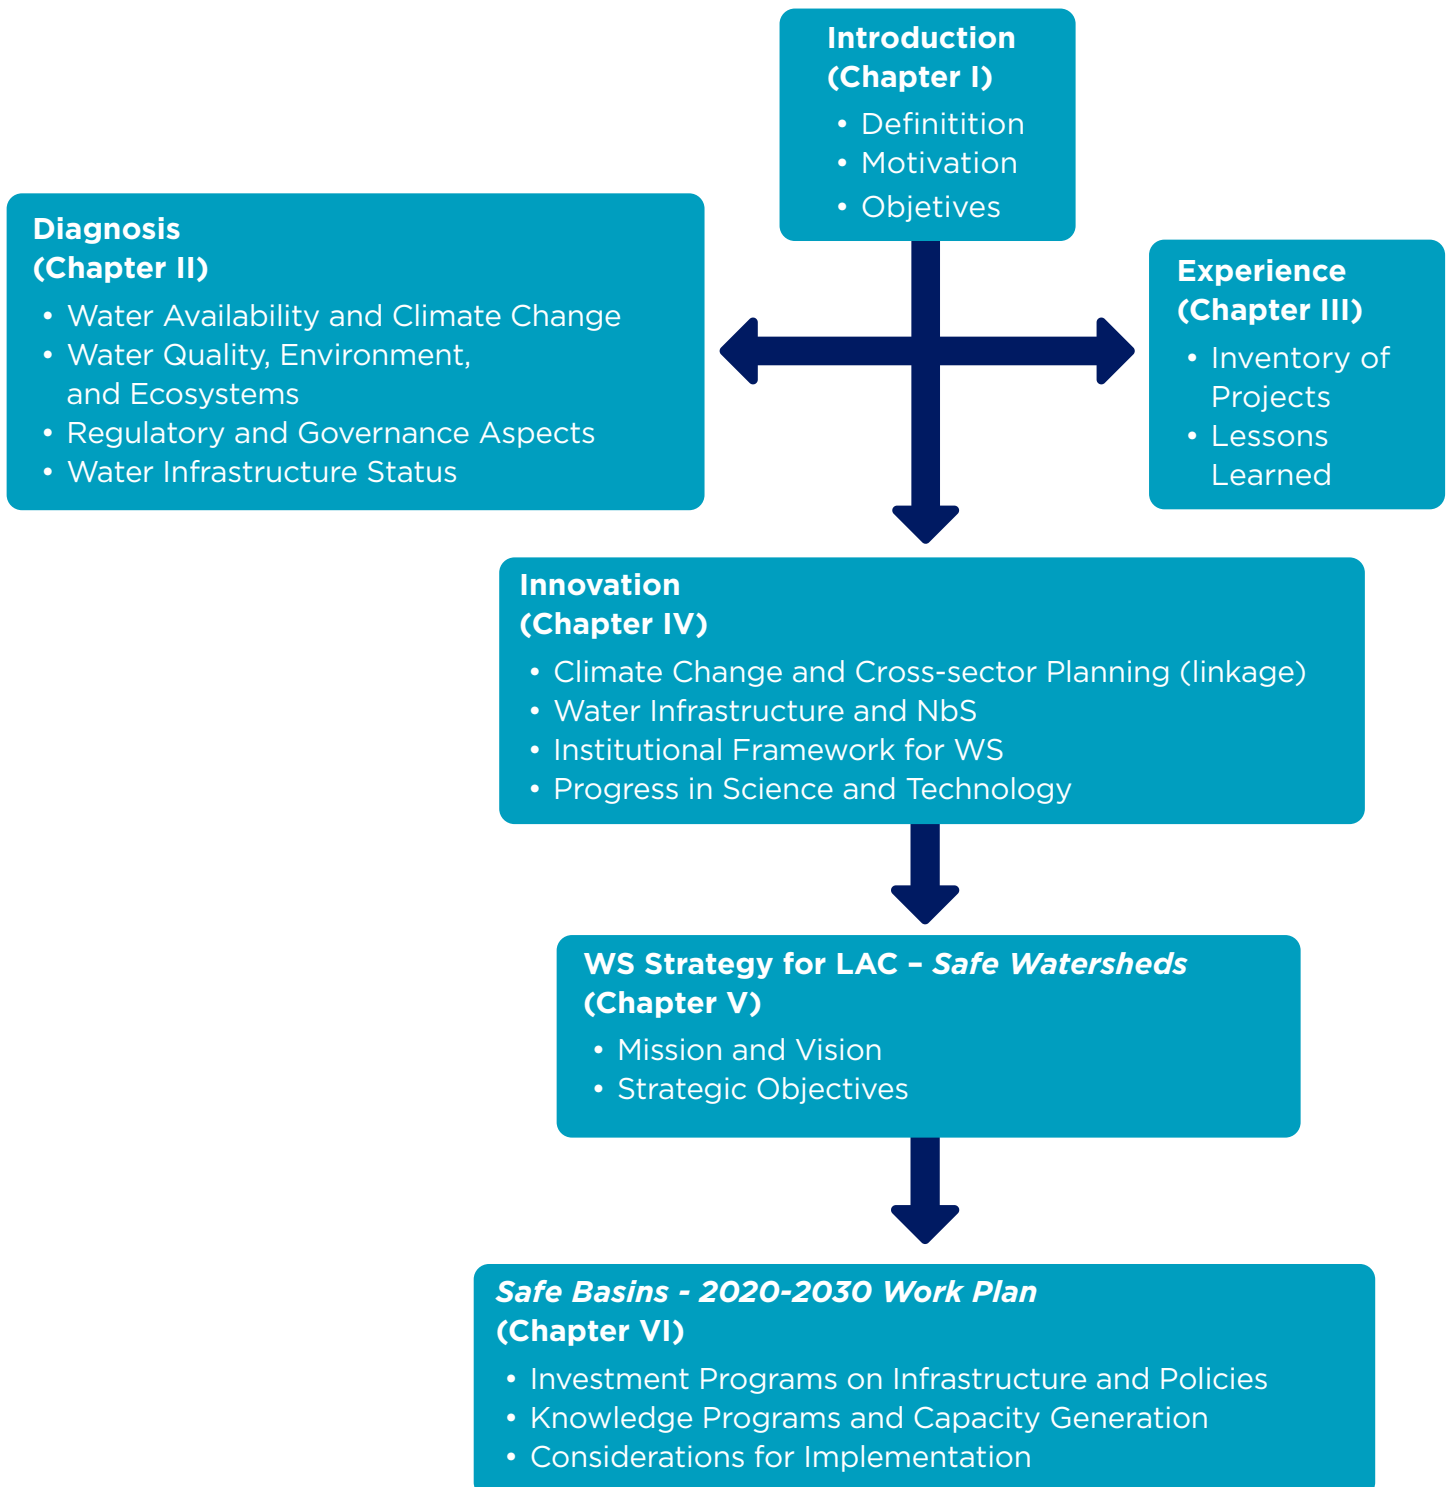 Introduction
(Chapter I)
• Definitition
• Motivation
• Objetives
Diagnosis
(Chapter II)
• Water Availability and Climate Change
• Water Quality, Environment,
and Ecosystems
• Regulatory and Governance Aspects
• Water Infrastructure Status
Experience
(Chapter III)
• Inventory of
Projects
• Lessons
Learned
Innovation
(Chapter IV)
• Climate Change and Cross-sector Planning (linkage)
• Water Infrastructure and NbS
• Institutional Framework for WS
• Progress in Science and Technology
WS Strategy for LAC – Safe Watersheds
(Chapter V)
• Mission and Vision
• Strategic Objectives
Safe Basins - 2020-2030 Work Plan
(Chapter VI)
• Investment Programs on Infrastructure and Policies
• Knowledge Programs and Capacity Generation
• Considerations for Implementation